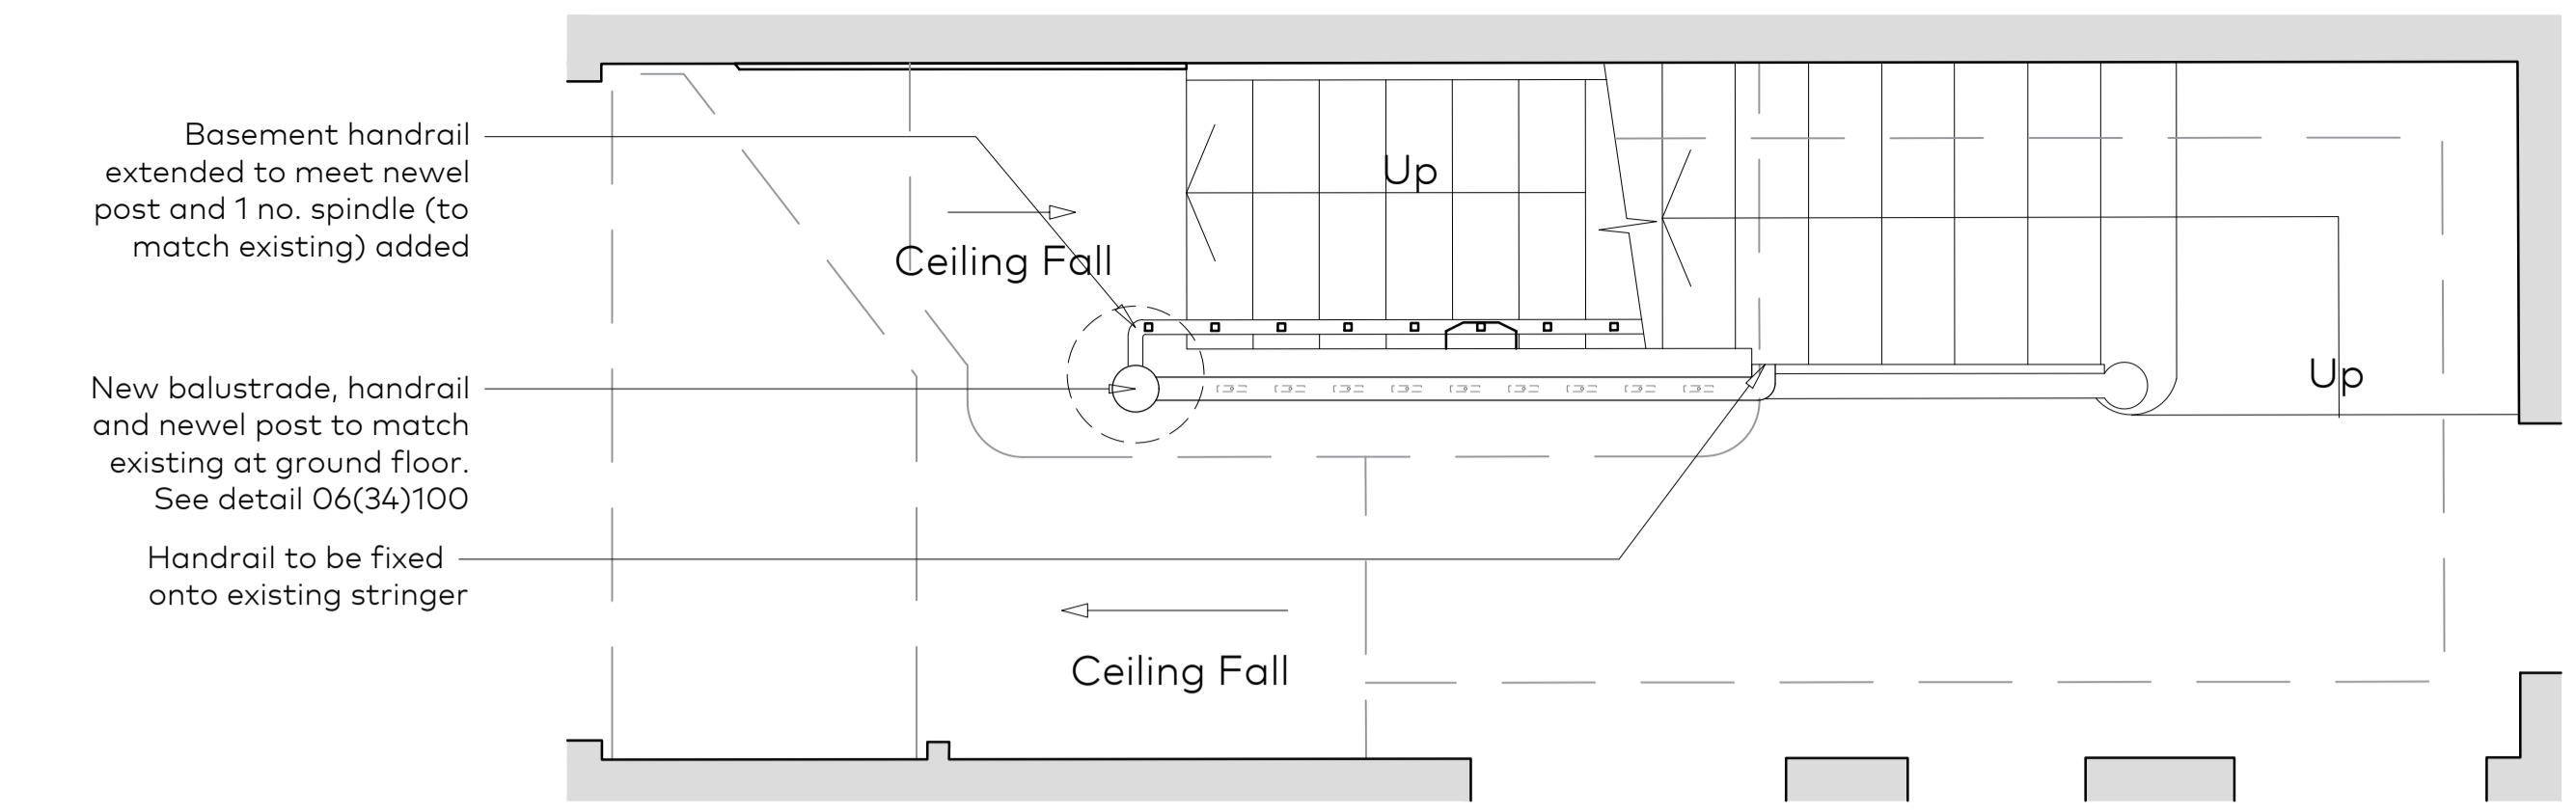 Basement handrail
extended to meet newel
post and 1 no. spindle (to
match existing) added
Up
Ceiling Fall
New balustrade, handrail
and newel post to match
existing at ground floor.
See detail 06(34)100
Up
Handrail to be fixed
onto existing stringer
Ceiling Fall